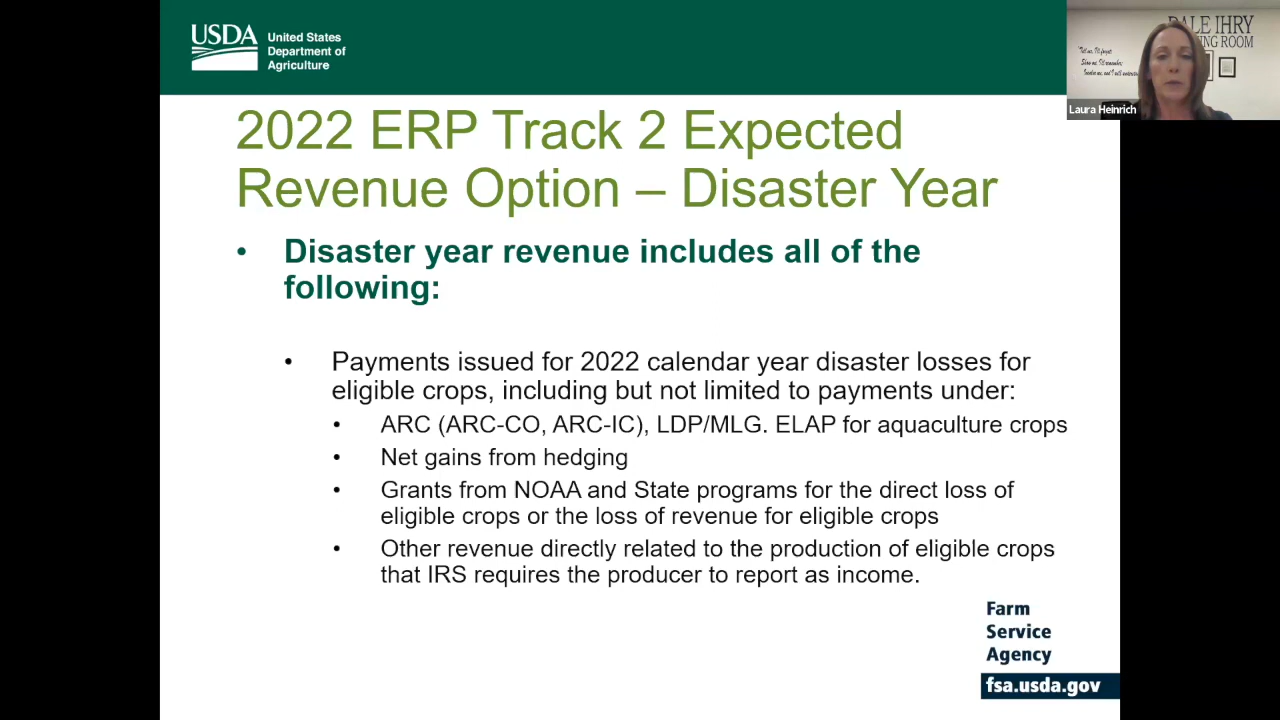 USDA
United States
Department of
Agriculture
DALE IHRY
ING ROOM
Laura Heinrich
2022 ERP Track 2 Expected
Revenue Option – Disaster Year
• Disaster year revenue includes all of the
following:
• Payments issued for 2022 calendar year disaster losses for
eligible crops, including but not limited to payments under:
• ARC (ARC-CO, ARC-IC), LDP/MLG. ELAP for aquaculture crops
• Net gains from hedging
• Grants from NOAA and State programs for the direct loss of
eligible crops or the loss of revenue for eligible crops
• Other revenue directly related to the production of eligible crops
that IRS requires the producer to report as income.
Farm
Service
Agency
fsa.usda.gov